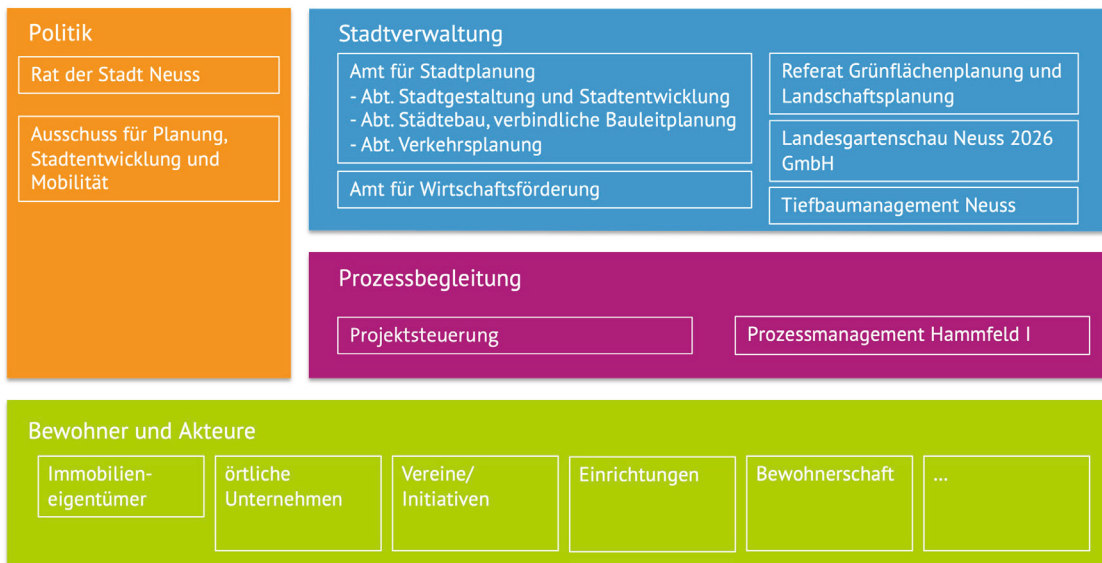 Politik
Rat der Stadt Neuss
Ausschuss für Planung,
Stadtentwicklung und
Mobilität
Stadtverwaltung
Amt für Stadtplanung
- Abt. Stadtgestaltung und Stadtentwicklung
- Abt. Städtebau, verbindliche Bauleitplanung
- Abt. Verkehrsplanung
Amt für Wirtschaftsförderung
Referat Grünflächenplanung und
Landschaftsplanung
Landesgartenschau Neuss 2026
GmbH
Tiefbaumanagement Neuss
Prozessbegleitung
Projektsteuerung
Prozessmanagement Hammfeld I
Bewohner und Akteure
Immobilien-
eigentümer
örtliche
Unternehmen
Vereine/
Initiativen
Einrichtungen
Bewohnerschaft
...